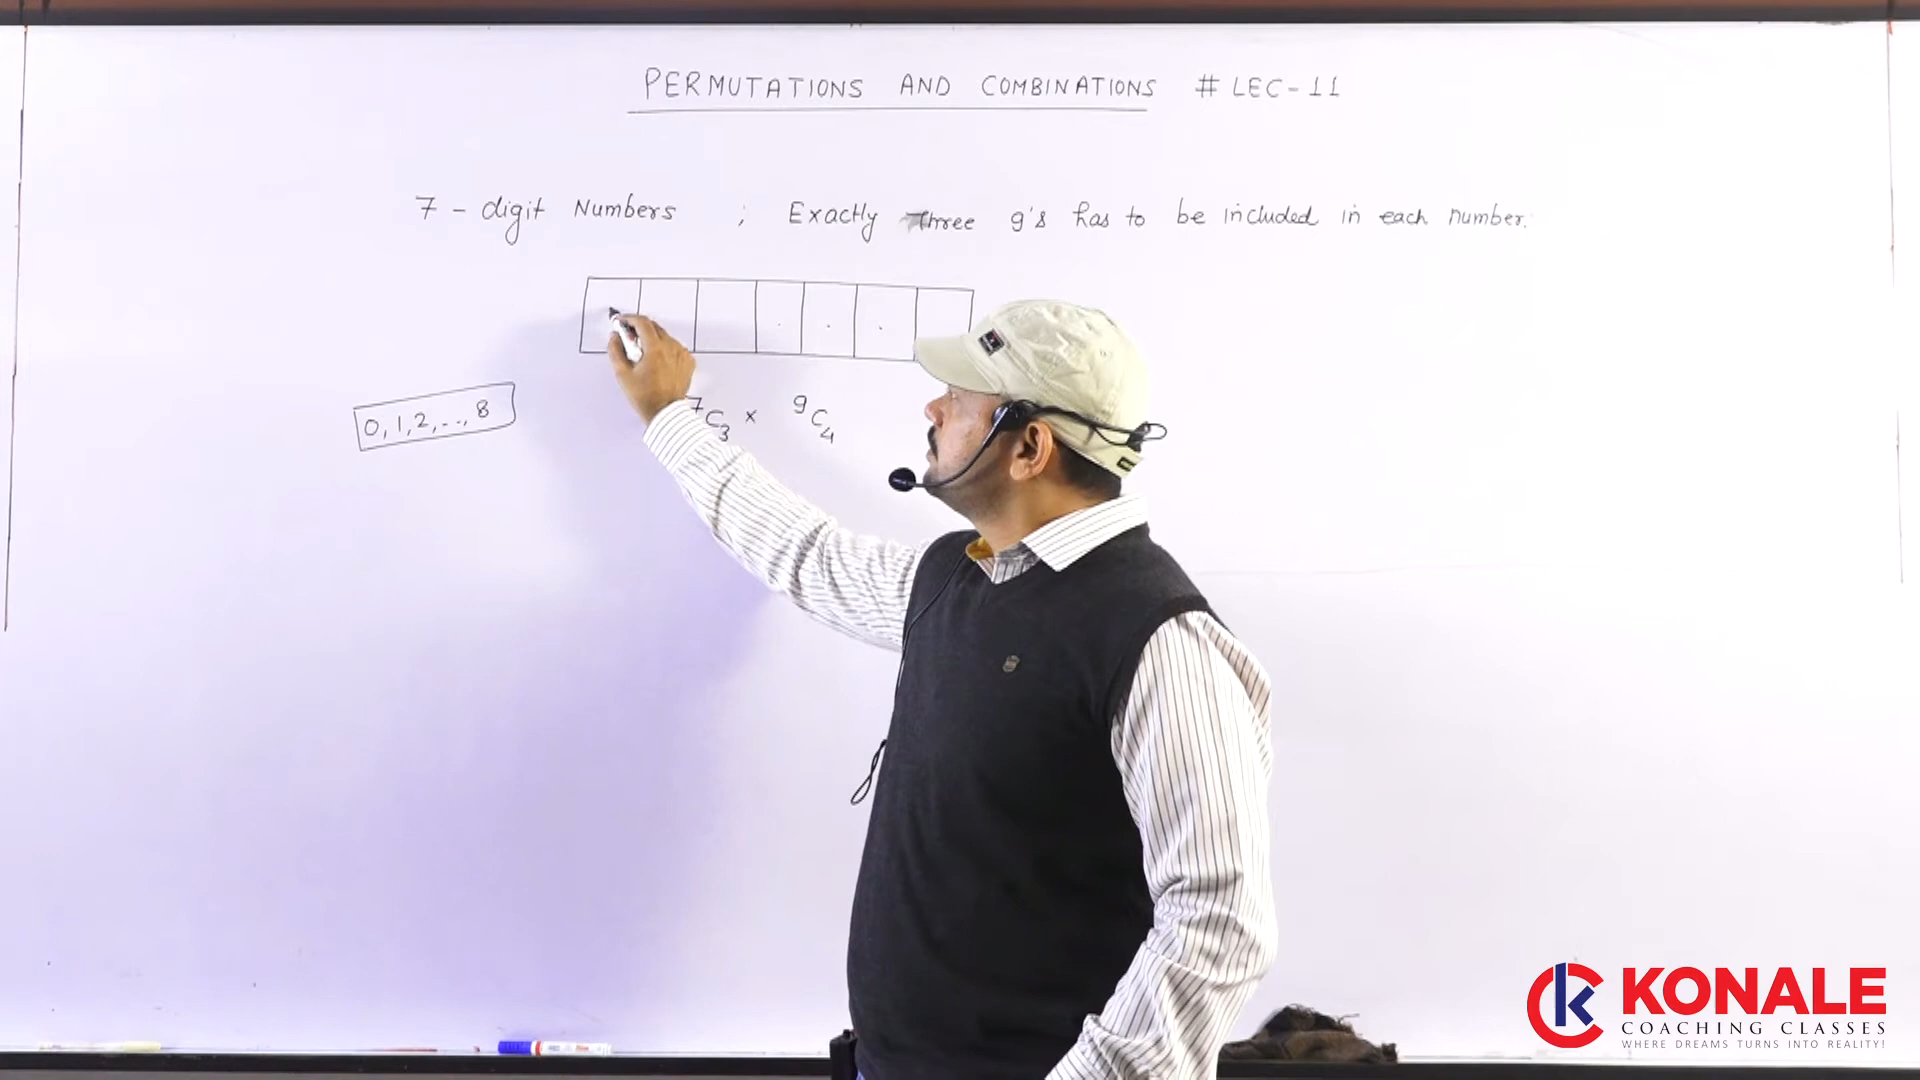 PERMUTATIONS AND COMBINATIONS # LEC-11
7 - digit Numbers ; Exactly Three 9's has to be included in each number.
0, 1, 2, ..., 8
⁷C₃ × ⁹C₄
KONALE
COACHING CLASSES
WHERE DREAMS TURNS INTO REALITY!